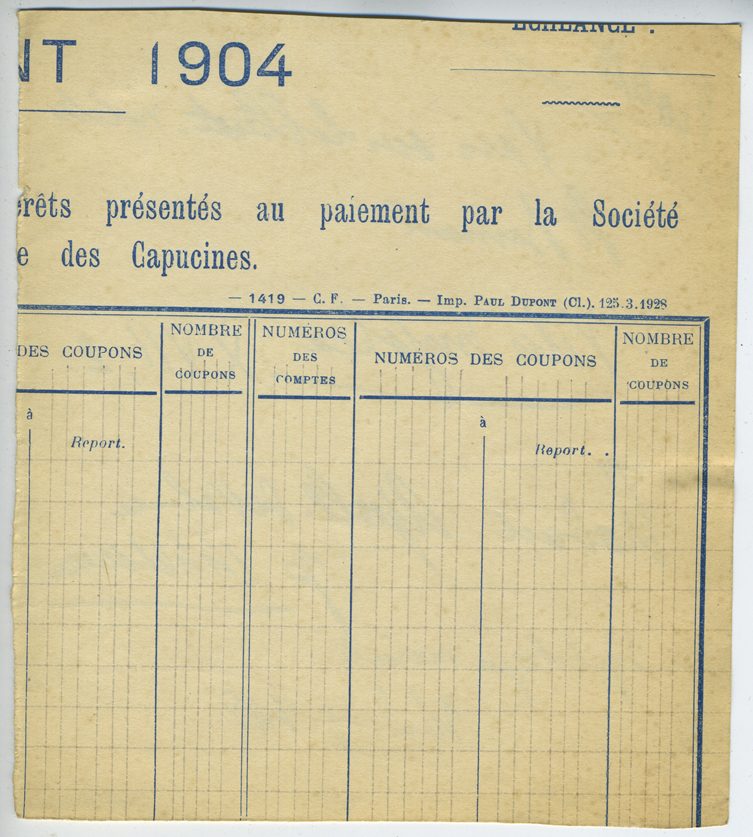 ÉCHÉANCE :
NT 1904
érêts présentés au paiement par la Société
e des Capucines.
— 1419 — C. F. — Paris. — Imp. PAUL DUPONT (Cl.). 125.3.1928
DES COUPONS
NOMBRE
DE
COUPONS
NUMÉROS
DES
COMPTES
NUMÉROS DES COUPONS
NOMBRE
DE
COUPONS
à
Report.
à
Report. .